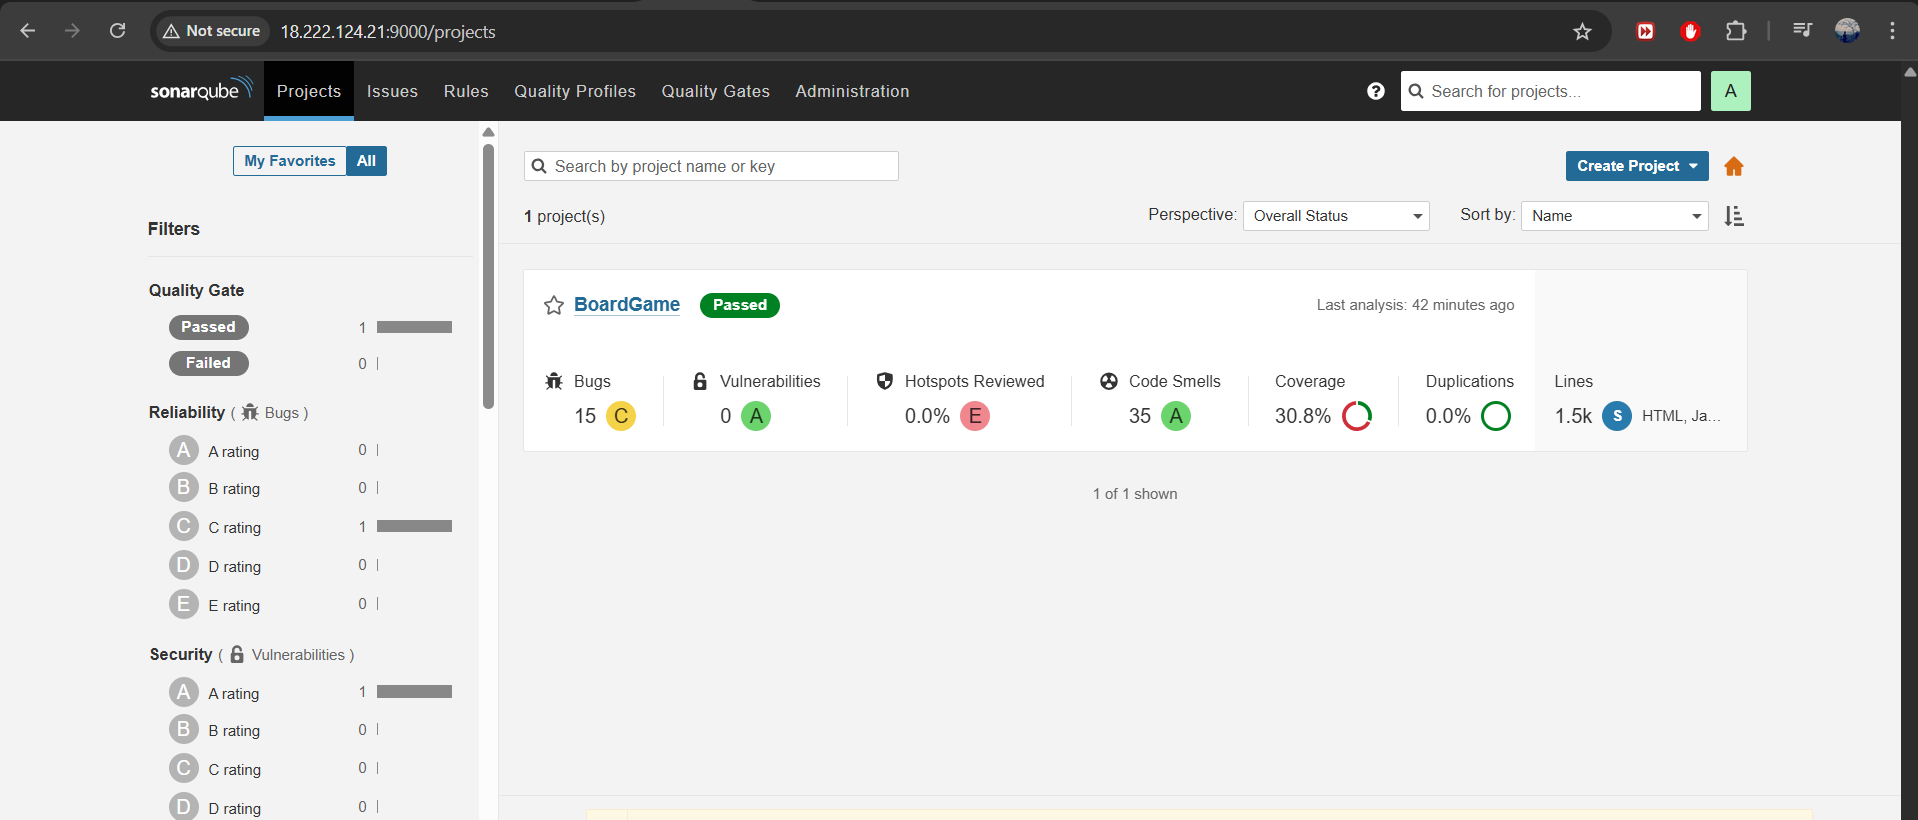 Not secure 18.222.124.21:9000/projects
sonarqube Projects Issues Rules Quality Profiles Quality Gates Administration ? Search for projects... A
My Favorites All
Search by project name or key
Create Project
1 project(s)
Perspective: Overall Status Sort by: Name
Filters
Quality Gate
Passed 1
Failed 0
Reliability ( Bugs )
A A rating 0
B B rating 0
C C rating 1
D D rating 0
E E rating 0
Security ( Vulnerabilities )
A A rating 1
B B rating 0
C C rating 0
D D rating 0
BoardGame Passed Last analysis: 42 minutes ago
Bugs Vulnerabilities Hotspots Reviewed Code Smells Coverage Duplications Lines
15 C 0 A 0.0% E 35 A 30.8% 0.0% 1.5k S HTML, Ja...
1 of 1 shown